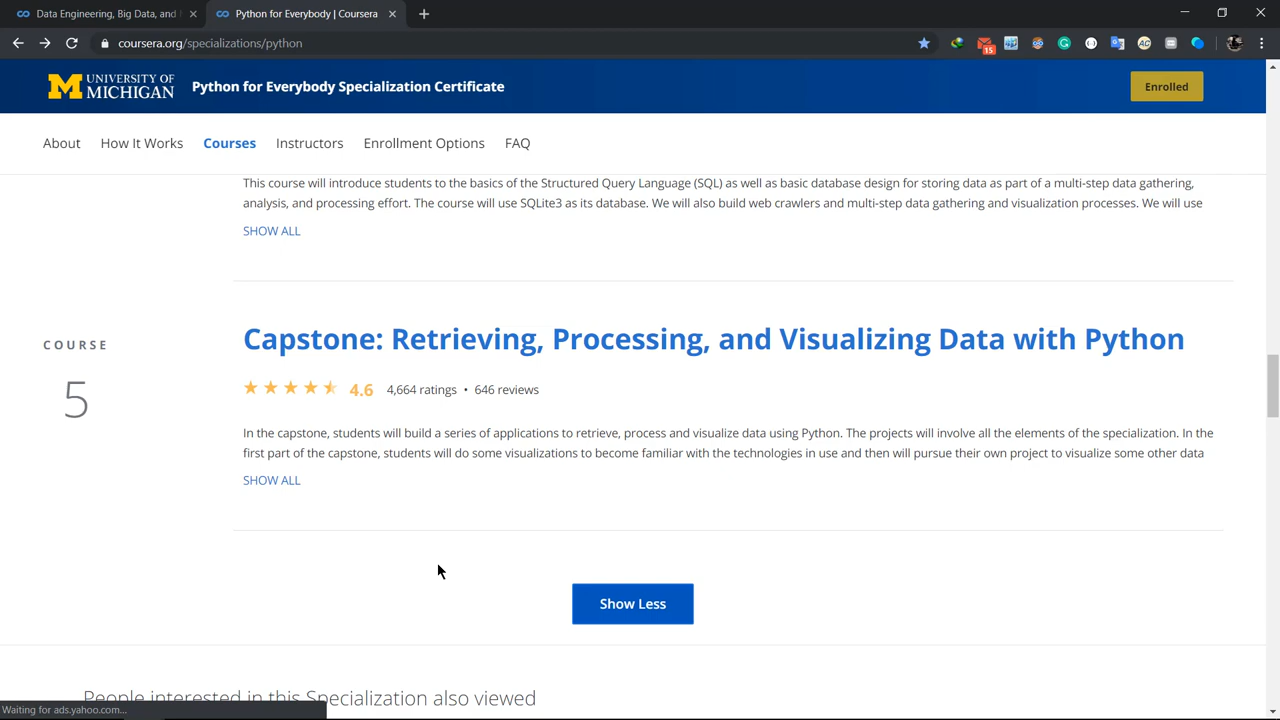 Data Engineering, Big Data, and
Python for Everybody | Coursera
coursera.org/specializations/python
15
UNIVERSITY OF
MICHIGAN
Python for Everybody Specialization Certificate
Enrolled
About
How It Works
Courses
Instructors
Enrollment Options
FAQ
This course will introduce students to the basics of the Structured Query Language (SQL) as well as basic database design for storing data as part of a multi-step data gathering,
analysis, and processing effort. The course will use SQLite3 as its database. We will also build web crawlers and multi-step data gathering and visualization processes. We will use
SHOW ALL
COURSE
5
Capstone: Retrieving, Processing, and Visualizing Data with Python
4.6 4,664 ratings • 646 reviews
In the capstone, students will build a series of applications to retrieve, process and visualize data using Python. The projects will involve all the elements of the specialization. In the
first part of the capstone, students will do some visualizations to become familiar with the technologies in use and then will pursue their own project to visualize some other data
SHOW ALL
Show Less
People interested in this Specialization also viewed
Waiting for ads.yahoo.com...